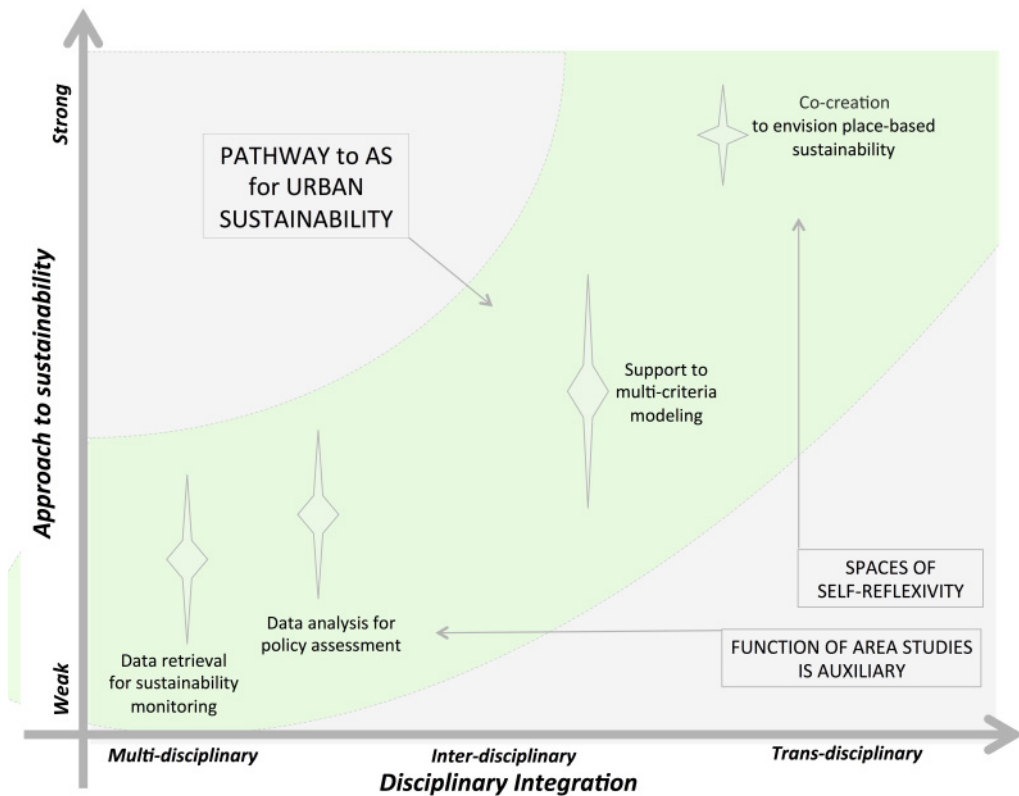 Strong
Approach to sustainability
Weak
PATHWAY to AS
for URBAN
SUSTAINABILITY
Co-creation
to envision place-based
sustainability
Support to
multi-criteria
modeling
Data analysis for
policy assessment
Data retrieval
for sustainability
monitoring
SPACES OF
SELF-REFLEXIVITY
FUNCTION OF AREA STUDIES
IS AUXILIARY
Multi-disciplinary
Inter-disciplinary
Trans-disciplinary
Disciplinary Integration